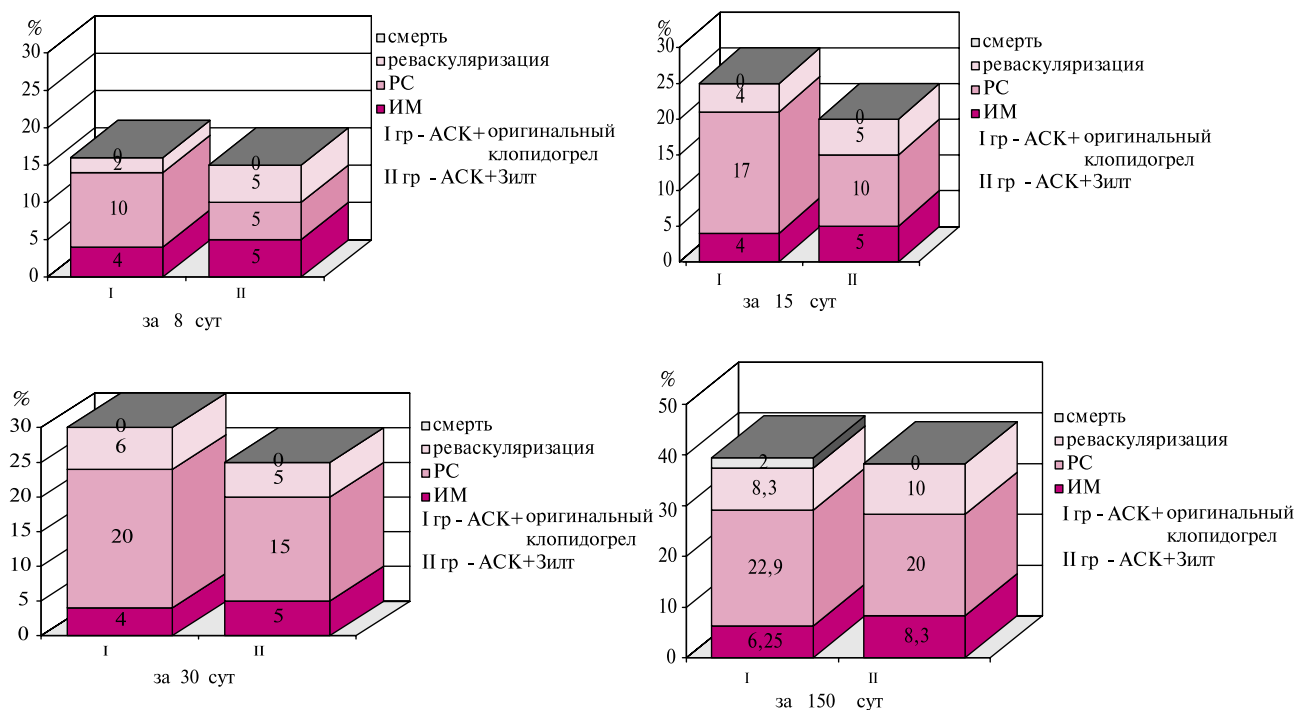 %
30
25
20
15
10
5
0
0
2
10
4
0
5
5
5
I
II
за 8 сут
смерть
реваскуляризация
РС
ИМ
I гр - АСК+ оригинальный
клопидогрел
II гр - АСК+Зилт
%
30
25
20
15
10
5
0
0
4
17
4
0
5
10
5
I
II
за 15 сут
смерть
реваскуляризация
РС
ИМ
I гр - АСК+ оригинальный
клопидогрел
II гр - АСК+Зилт
%
30
25
20
15
10
5
0
0
6
20
4
0
5
15
5
I
II
за 30 сут
смерть
реваскуляризация
РС
ИМ
I гр - АСК+ оригинальный
клопидогрел
II гр - АСК+Зилт
%
50
40
30
20
10
0
2
8,3
22,9
6,25
0
10
20
8,3
I
II
за 150 сут
смерть
реваскуляризация
РС
ИМ
I гр - АСК+ оригинальный
клопидогрел
II гр - АСК+Зилт